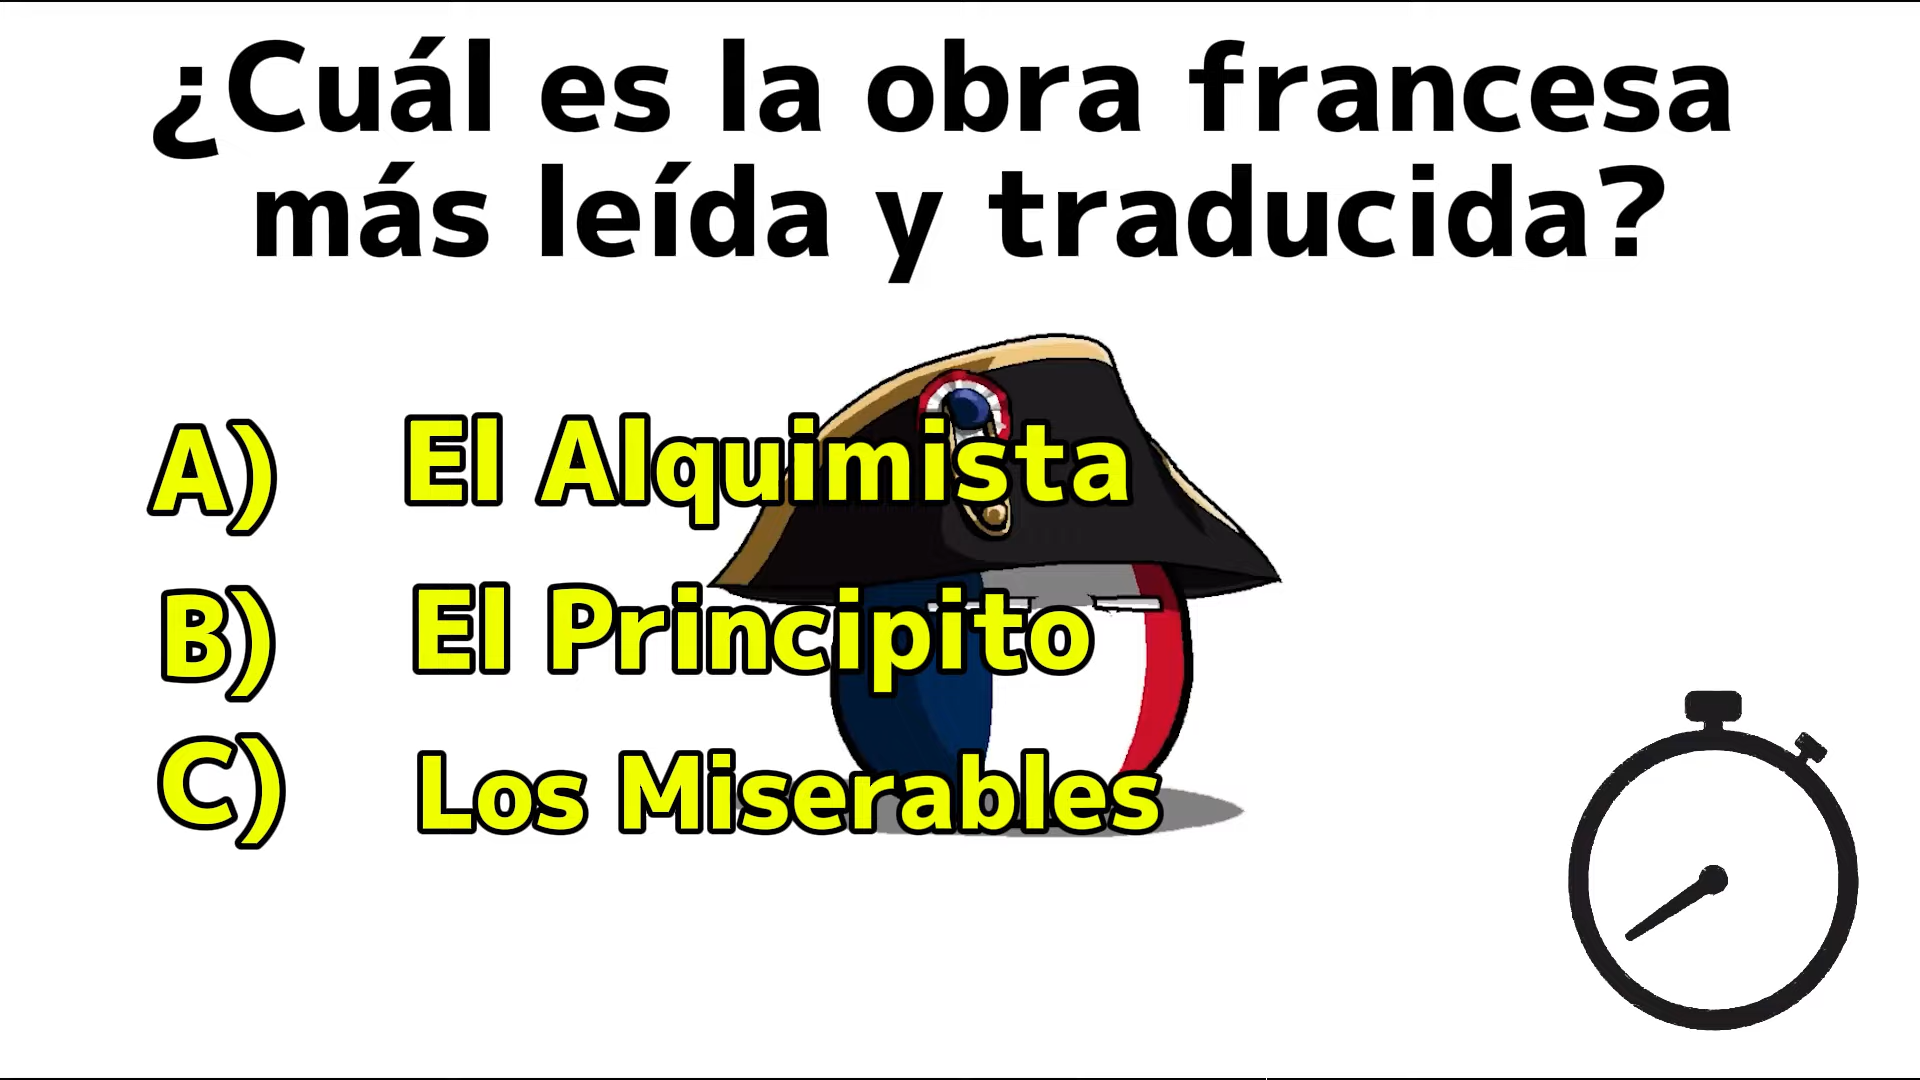 ¿Cuál es la obra francesa
más leída y traducida?
A) El Alquimista
B) El Principito
C) Los Miserables